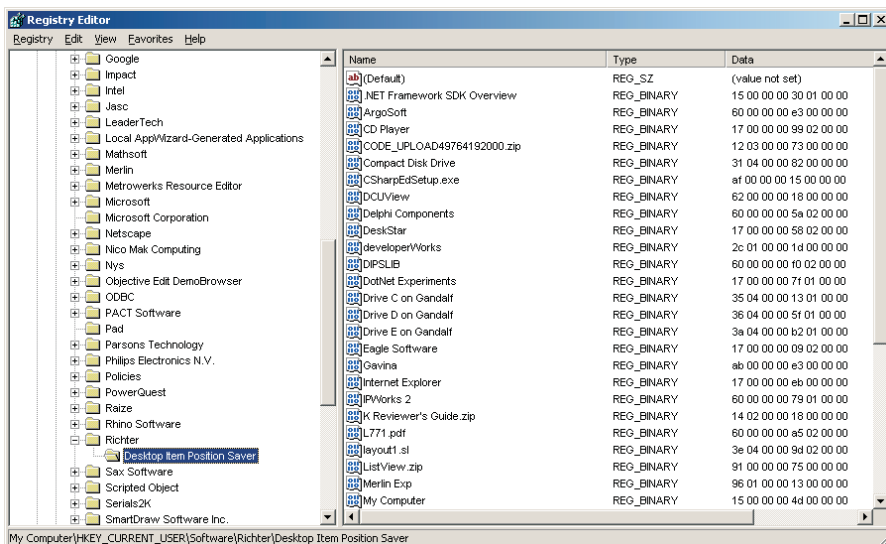 Registry Editor
Registry Edit View Favorites Help
Google
Impact
Intel
Jasc
LeaderTech
Local AppWizard-Generated Applications
Mathsoft
Merlin
Metrowerks Resource Editor
Microsoft
Microsoft Corporation
Netscape
Nico Mak Computing
Nys
Objective Edit DemoBrowser
ODBC
PACT Software
Pad
Parsons Technology
Philips Electronics N.V.
Policies
PowerQuest
Raize
Rhino Software
Richter
Desktop Item Position Saver
Sax Software
Scripted Object
Serials2K
SmartDraw Software Inc.
Name Type Data
(Default) REG_SZ (value not set)
.NET Framework SDK Overview REG_BINARY 15 00 00 00 30 01 00 00
ArgoSoft REG_BINARY 60 00 00 00 e3 00 00 00
CD Player REG_BINARY 17 00 00 00 99 02 00 00
CODE_UPLOAD49764192000.zip REG_BINARY 12 03 00 00 73 00 00 00
Compact Disk Drive REG_BINARY 31 04 00 00 82 00 00 00
CSharpEdSetup.exe REG_BINARY af 00 00 00 15 00 00 00
DCUView REG_BINARY 62 00 00 00 18 00 00 00
Delphi Components REG_BINARY 60 00 00 00 5a 02 00 00
DeskStar REG_BINARY 17 00 00 00 58 02 00 00
developerWorks REG_BINARY 2c 01 00 00 1d 00 00 00
DIPSLIB REG_BINARY 60 00 00 00 f0 02 00 00
DotNet Experiments REG_BINARY 17 00 00 00 7f 01 00 00
Drive C on Gandalf REG_BINARY 35 04 00 00 13 01 00 00
Drive D on Gandalf REG_BINARY 36 04 00 00 5f 01 00 00
Drive E on Gandalf REG_BINARY 3a 04 00 00 b2 01 00 00
Eagle Software REG_BINARY 17 00 00 00 09 02 00 00
Gavina REG_BINARY ab 00 00 00 e3 00 00 00
Internet Explorer REG_BINARY 17 00 00 00 eb 00 00 00
IPWorks 2 REG_BINARY 60 00 00 00 79 01 00 00
K Reviewer's Guide.zip REG_BINARY 14 02 00 00 18 00 00 00
L771.pdf REG_BINARY 60 00 00 00 a5 02 00 00
layout1.sl REG_BINARY 3e 04 00 00 9d 02 00 00
ListView.zip REG_BINARY 91 00 00 00 75 00 00 00
Merlin Exp REG_BINARY 96 01 00 00 13 00 00 00
My Computer REG_BINARY 15 00 00 00 4d 00 00 00
My Computer\HKEY_CURRENT_USER\Software\Richter\Desktop Item Position Saver